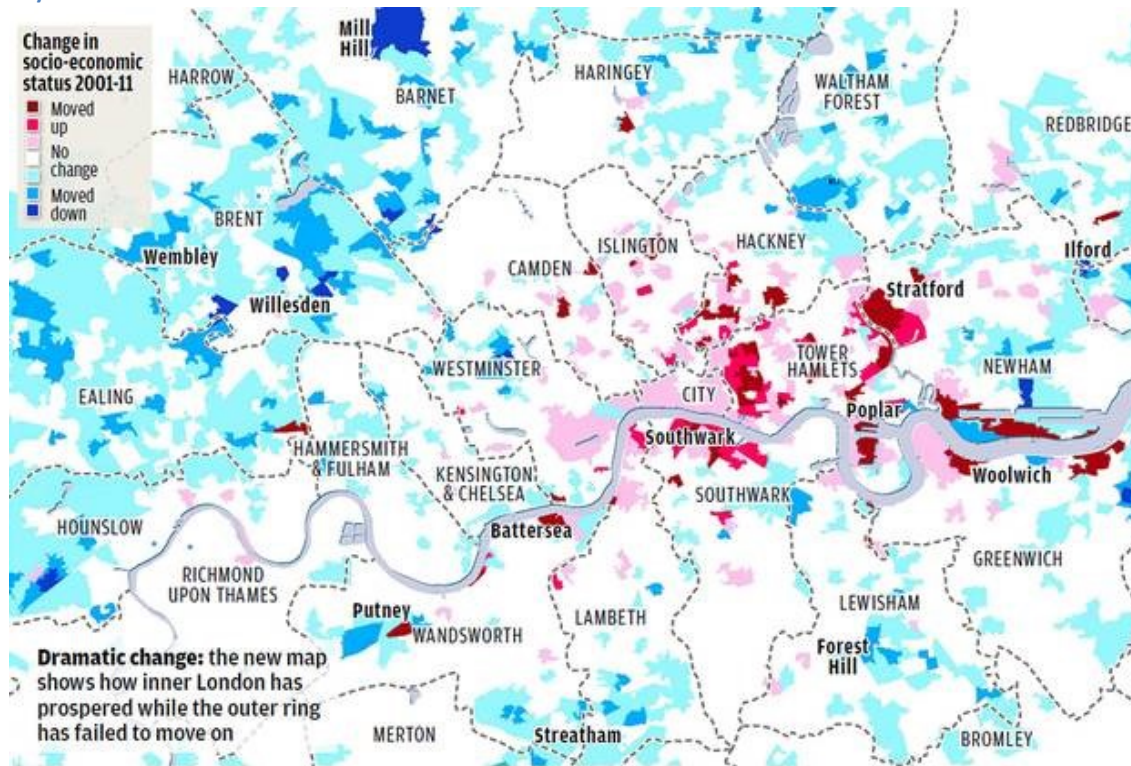 Change in
socio-economic
status 2001-11
Moved
up
No
change
Moved
down
Mill
Hill
HARROW
BARNET
HARINGEY
WALTHAM
FOREST
REDBRIDGE
BRENT
Wembley
Willesden
CAMDEN
ISLINGTON
HACKNEY
Ilford
Stratford
EALING
WESTMINSTER
CITY
TOWER
HAMLETS
NEWHAM
Poplar
HAMMERSMITH
& FULHAM
KENSINGTON
& CHELSEA
Southwark
SOUTHWARK
Woolwich
HOUNSLOW
Battersea
RICHMOND
UPON THAMES
GREENWICH
Putney
WANDSWORTH
LAMBETH
LEWISHAM
Forest
Hill
Dramatic change: the new map
shows how inner London has
prospered while the outer ring
has failed to move on
MERTON
Streatham
BROMLEY